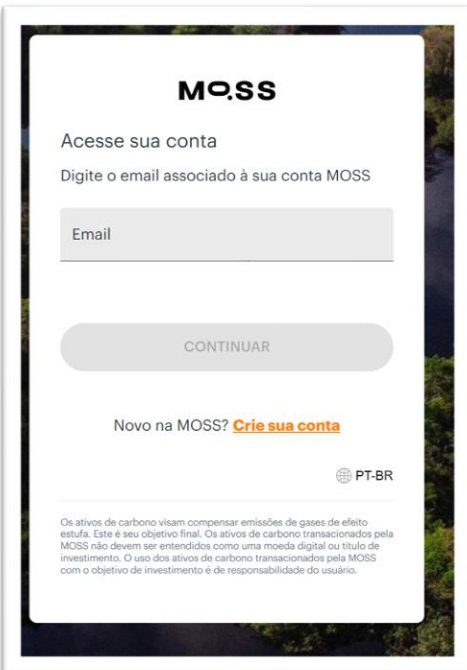 MOSS
Acesse sua conta
Digite o email associado à sua conta MOSS
Email
CONTINUAR
Novo na MOSS? Crie sua conta
PT-BR
Os ativos de carbono visam compensar emissões de gases de efeito
estufa. Este é seu objetivo final. Os ativos de carbono transacionados pela
MOSS não devem ser entendidos como uma moeda digital ou título de
investimento. O uso dos ativos de carbono transacionados pela MOSS
com o objetivo de investimento é de responsabilidade do usuário.